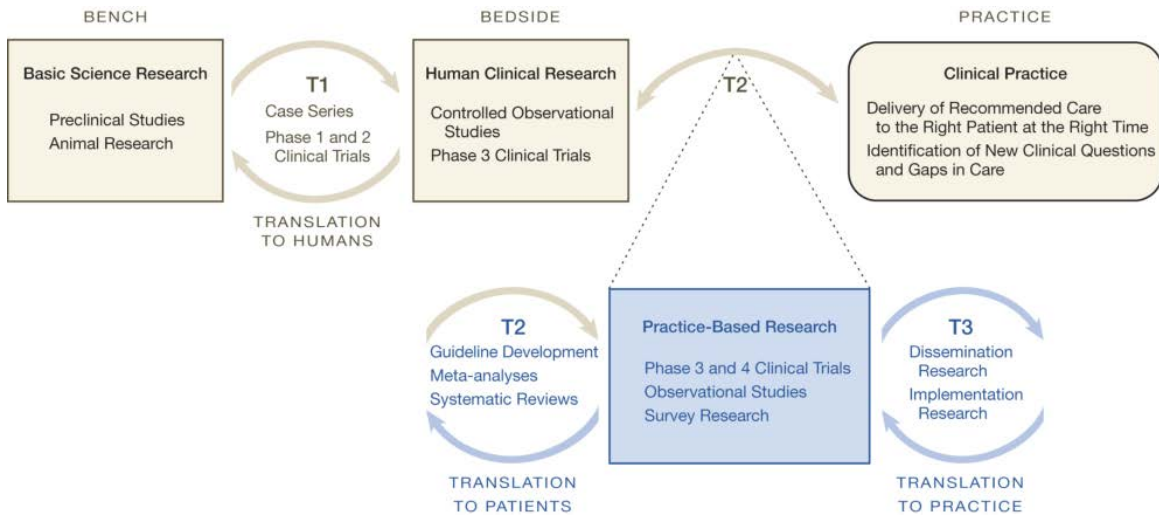 BENCH
BEDSIDE
PRACTICE
Basic Science Research
Preclinical Studies
Animal Research
T1
Case Series
Phase 1 and 2
Clinical Trials
TRANSLATION
TO HUMANS
Human Clinical Research
Controlled Observational
Studies
Phase 3 Clinical Trials
T2
Clinical Practice
Delivery of Recommended Care
to the Right Patient at the Right Time
Identification of New Clinical Questions
and Gaps in Care
T2
Guideline Development
Meta-analyses
Systematic Reviews
TRANSLATION
TO PATIENTS
Practice-Based Research
Phase 3 and 4 Clinical Trials
Observational Studies
Survey Research
T3
Dissemination
Research
Implementation
Research
TRANSLATION
TO PRACTICE